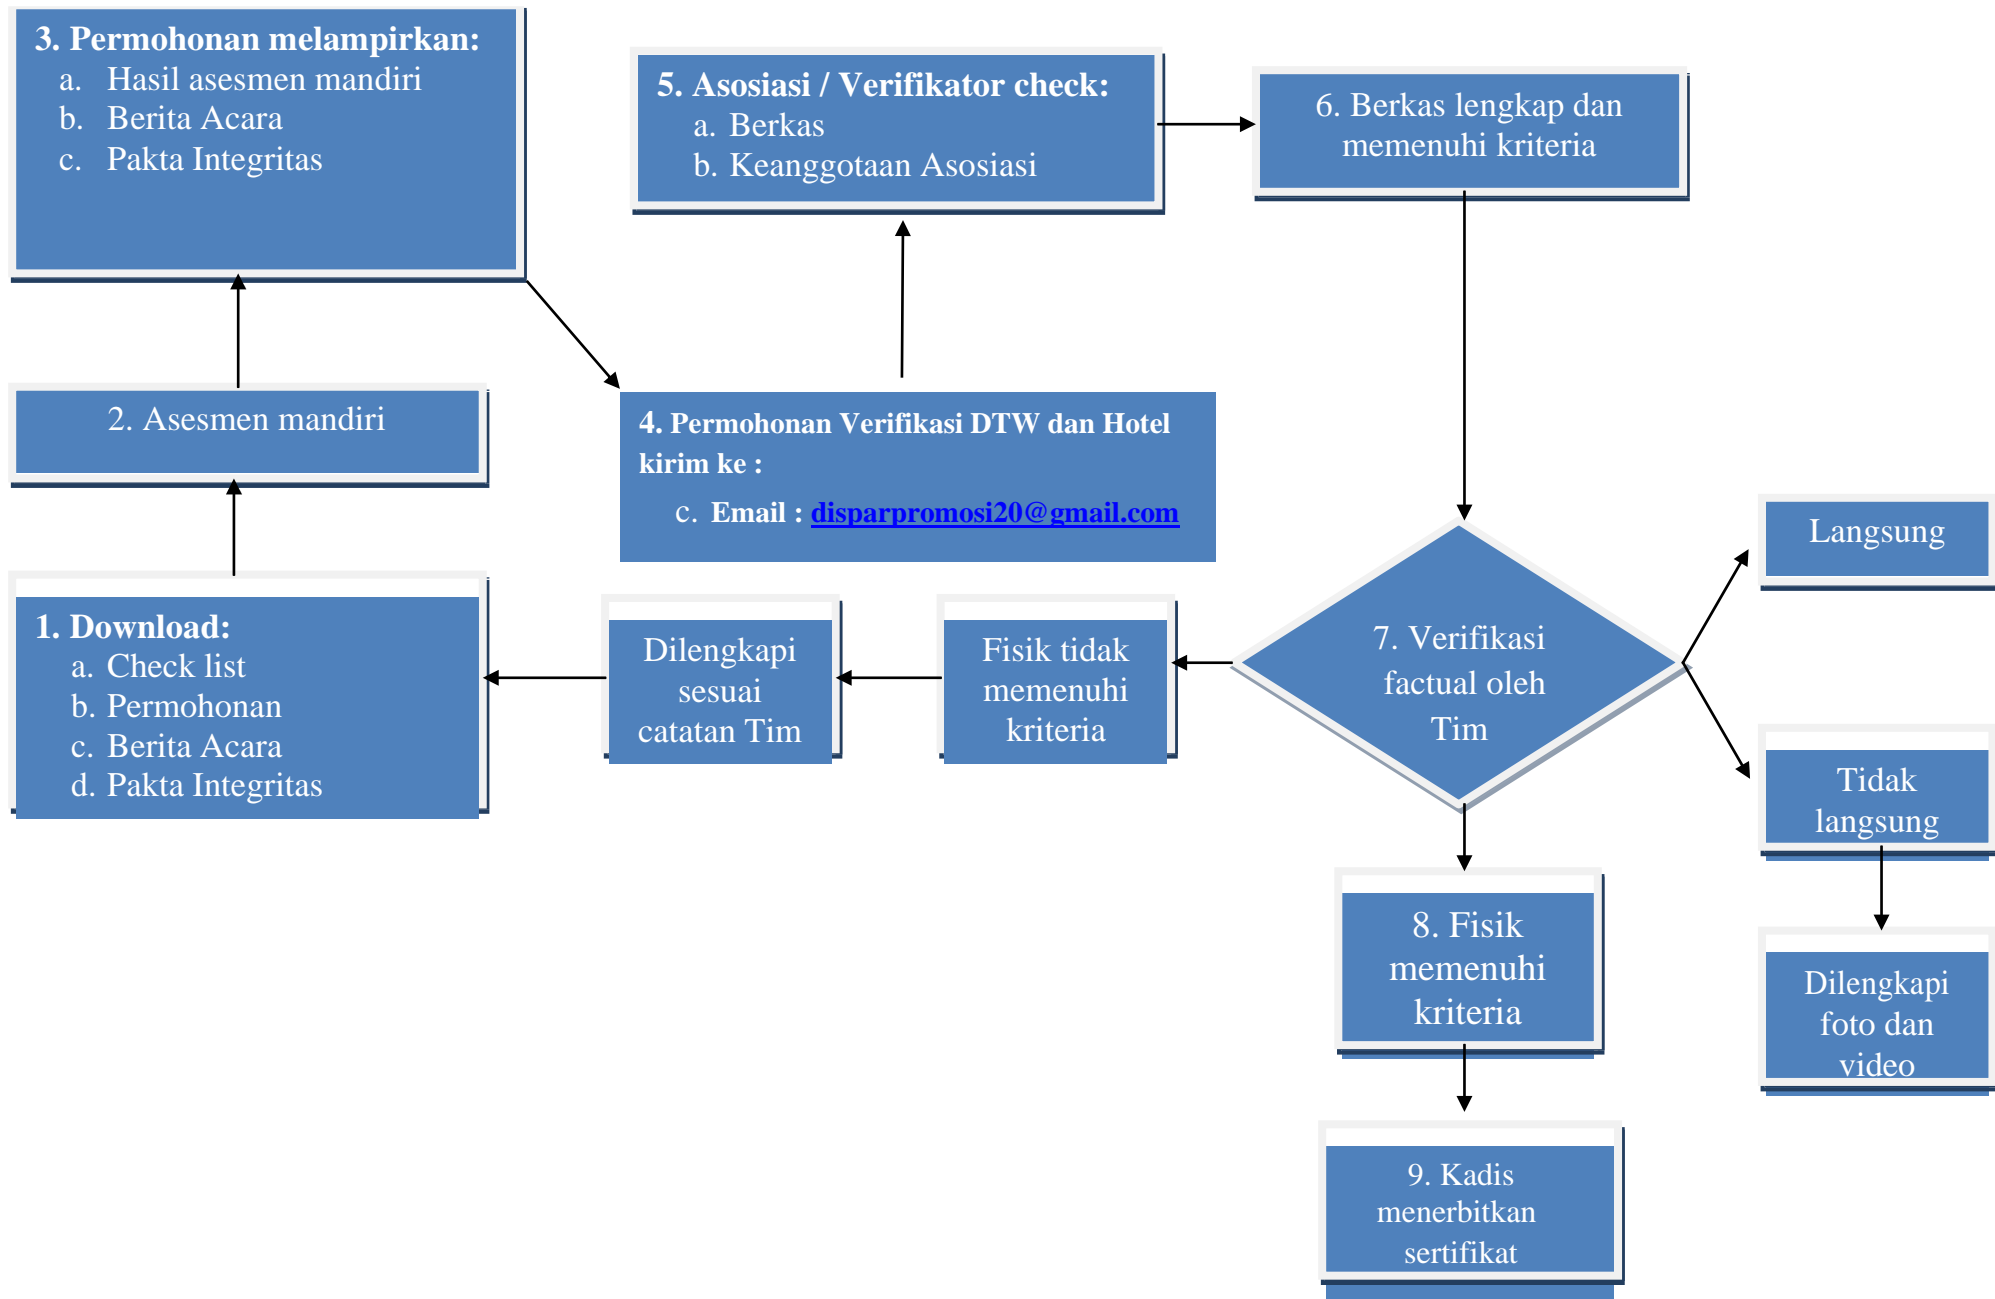 3. Permohonan melampirkan:
a. Hasil asesmen mandiri
b. Berita Acara
c. Pakta Integritas
5. Asosiasi / Verifikator check:
a. Berkas
b. Keanggotaan Asosiasi
6. Berkas lengkap dan
memenuhi kriteria
2. Asesmen mandiri
4. Permohonan Verifikasi DTW dan Hotel
kirim ke :
c. Email : disparpromosi20@gmail.com
1. Download:
a. Check list
b. Permohonan
c. Berita Acara
d. Pakta Integritas
Dilengkapi
sesuai
catatan Tim
Fisik tidak
memenuhi
kriteria
7. Verifikasi
factual oleh
Tim
Langsung
Tidak
langsung
Dilengkapi
foto dan
video
8. Fisik
memenuhi
kriteria
9. Kadis
menerbitkan
sertifikat